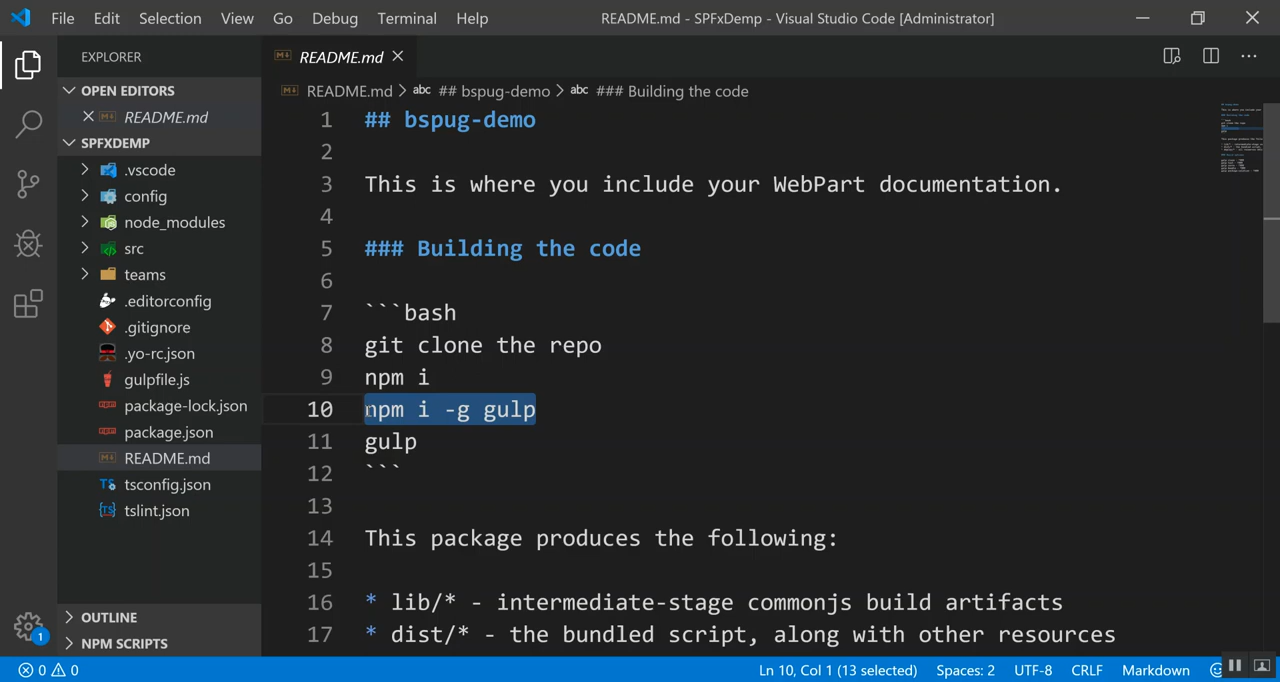 File Edit Selection View Go Debug Terminal Help
README.md - SPFxDemp - Visual Studio Code [Administrator]
EXPLORER
OPEN EDITORS
README.md
SPFXDEMP
.vscode
config
node_modules
src
teams
.editorconfig
.gitignore
.yo-rc.json
gulpfile.js
package-lock.json
package.json
README.md
tsconfig.json
tslint.json
OUTLINE
NPM SCRIPTS
1
README.md
README.md > abc ## bspug-demo > abc ### Building the code
1 ## bspug-demo
2
3 This is where you include your WebPart documentation.
4
5 ### Building the code
6
7 ```bash
8 git clone the repo
9 npm i
10 npm i -g gulp
11 gulp
12 ```
13
14 This package produces the following:
15
16 * lib/* - intermediate-stage commonjs build artifacts
17 * dist/* - the bundled script, along with other resources
0 0 Ln 10, Col 1 (13 selected) Spaces: 2 UTF-8 CRLF Markdown